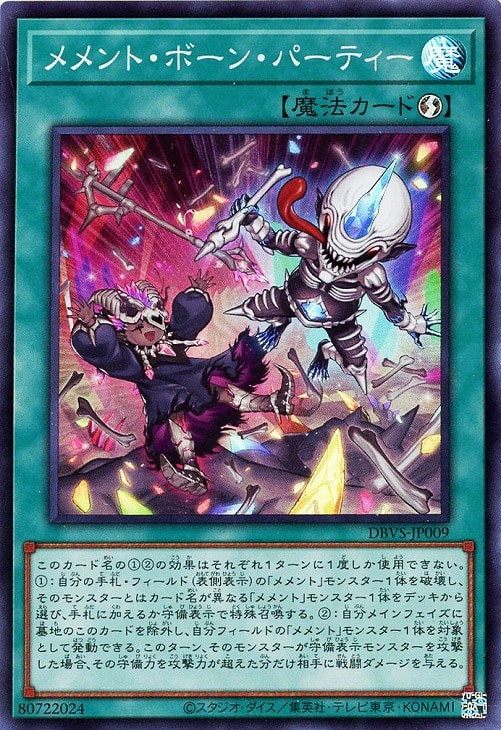 メメント・ボーン・パーティー
魔
【魔法カード】
DBVS-JP009
このカード名の①②の効果はそれぞれ1ターンに1度しか使用できない。
①:自分の手札・フィールド(表側表示)の「メメント」モンスター1体を破壊し、
そのモンスターとはカード名が異なる「メメント」モンスター1体をデッキから
選び、手札に加えるか守備表示で特殊召喚する。②:自分メインフェイズに
墓地のこのカードを除外し、自分フィールドの「メメント」モンスター1体を対象
として発動できる。このターン、そのモンスターが守備表示モンスターを攻撃
した場合、その守備力を攻撃力が超えた分だけ相手に戦闘ダメージを与える。
80722024 ©スタジオ・ダイス/集英社・テレビ東京・KONAMI